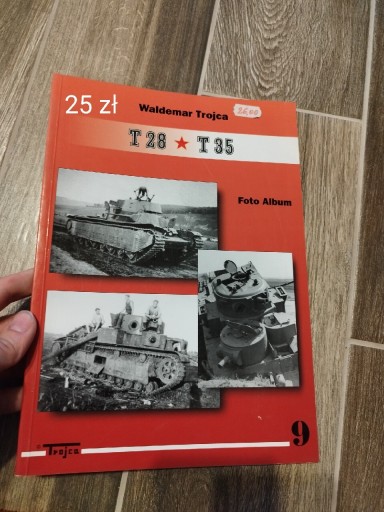 25 zł
Waldemar Trojca
T 28 ★ T 35
Foto Album
Trojca
9